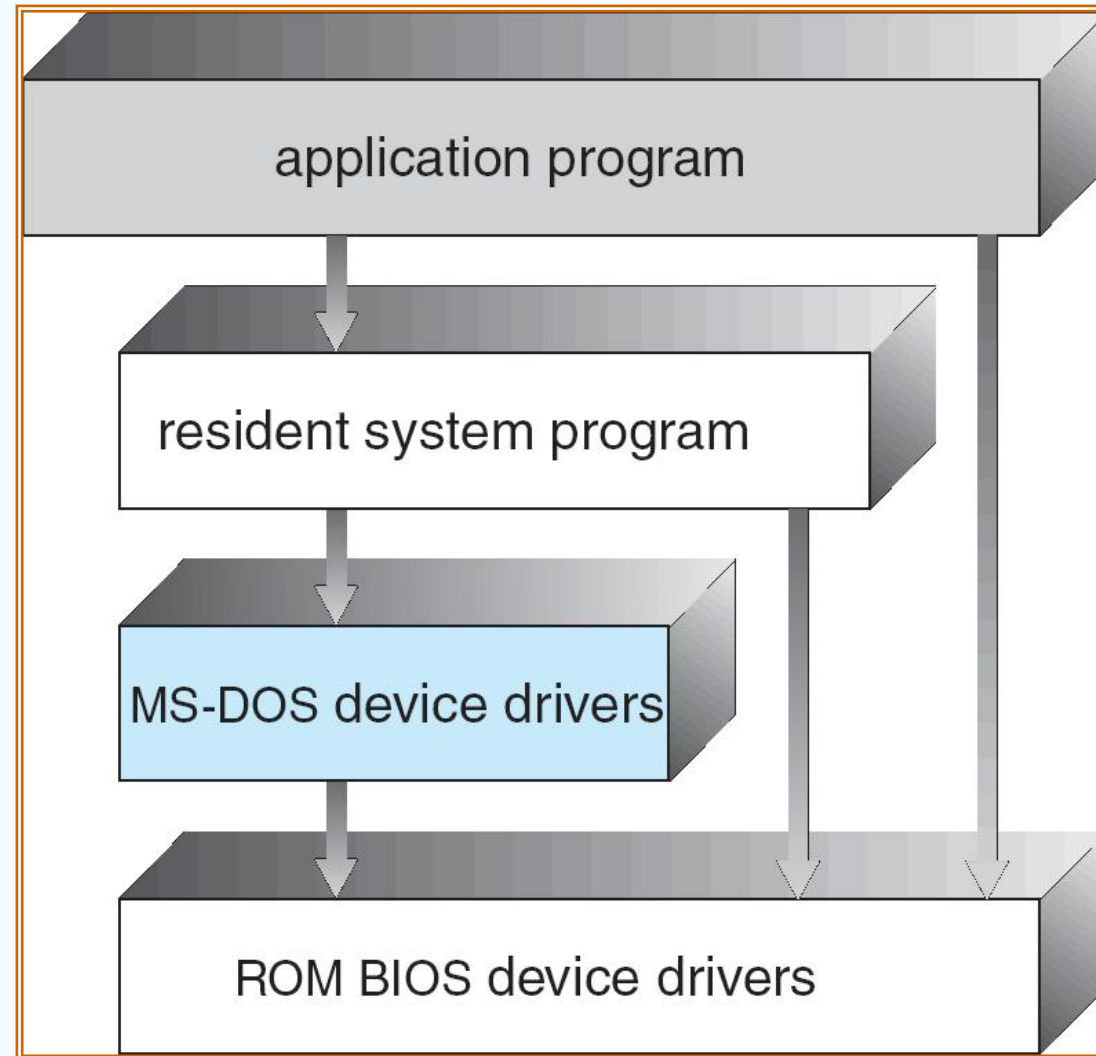 application program
resident system program
MS-DOS device drivers
ROM BIOS device drivers